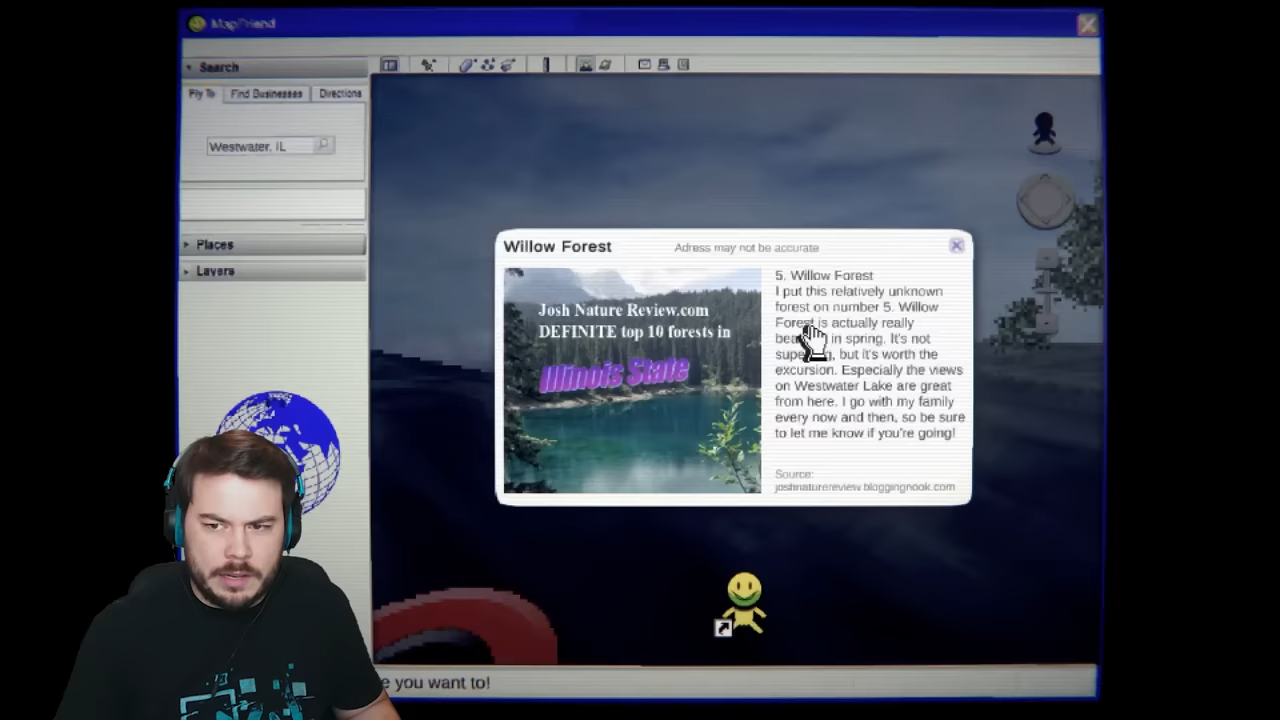 MapFriend
Search
Fly To
Find Businesses
Directions
Westwater, IL
Places
Layers
Willow Forest
Adress may not be accurate
Josh Nature Review.com
DEFINITE top 10 forests in
Illinois State
5. Willow Forest
I put this relatively unknown
forest on number 5. Willow
Forest is actually really
in spring. It's not
but it's worth the
excursion. Especially the views
on Westwater Lake are great
from here. I go with my family
every now and then, so be sure
to let me know if you're going!
Source:
joshnaturereview.bloggingnook.com
e you want to!